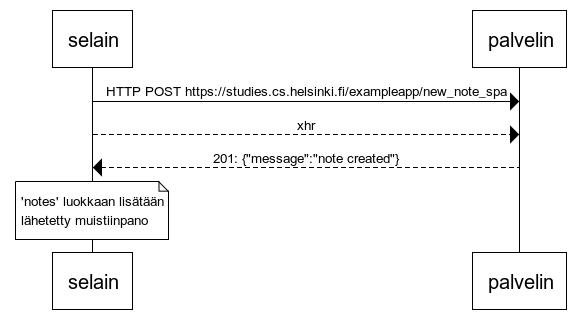 selain
palvelin
HTTP POST https://studies.cs.helsinki.fi/exampleapp/new_note_spa
xhr
201: {"message":"note created"}
'notes' luokkaan lisätään
lähetetty muistiinpano
selain
palvelin